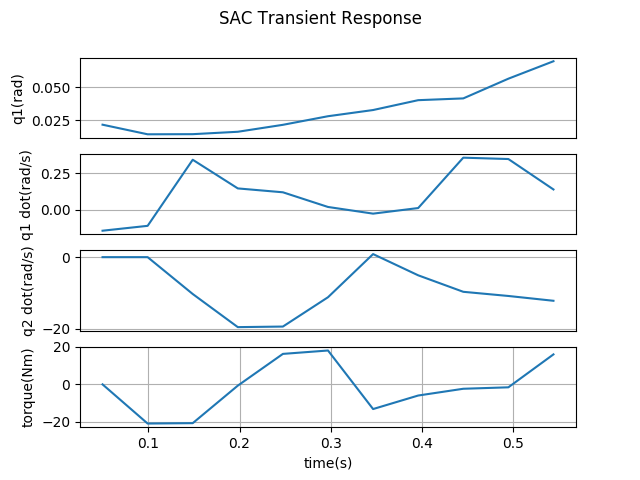 SAC Transient Response
q1(rad)
0.050
0.025
q1 dot(rad/s)
0.25
0.00
q2 dot(rad/s)
0
−20
torque(Nm)
20
0
−20
0.1 0.2 0.3 0.4 0.5
time(s)